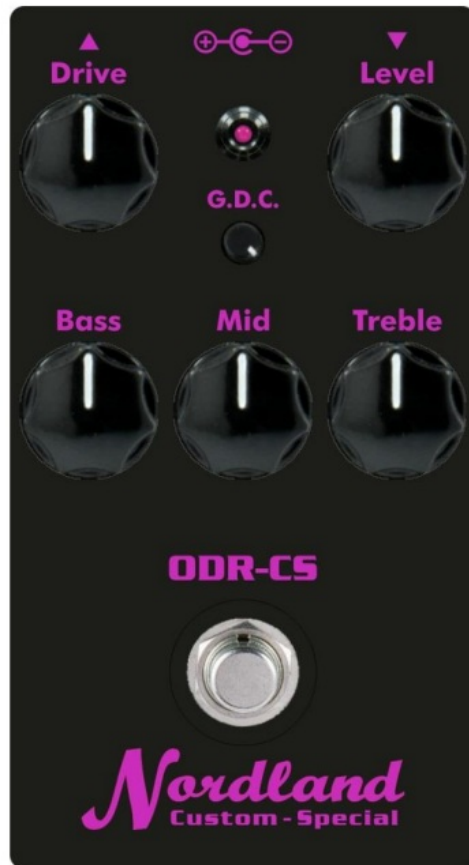 Drive
Level
G.D.C.
Bass
Mid
Treble
ODR-CS
Nordland
Custom-Special